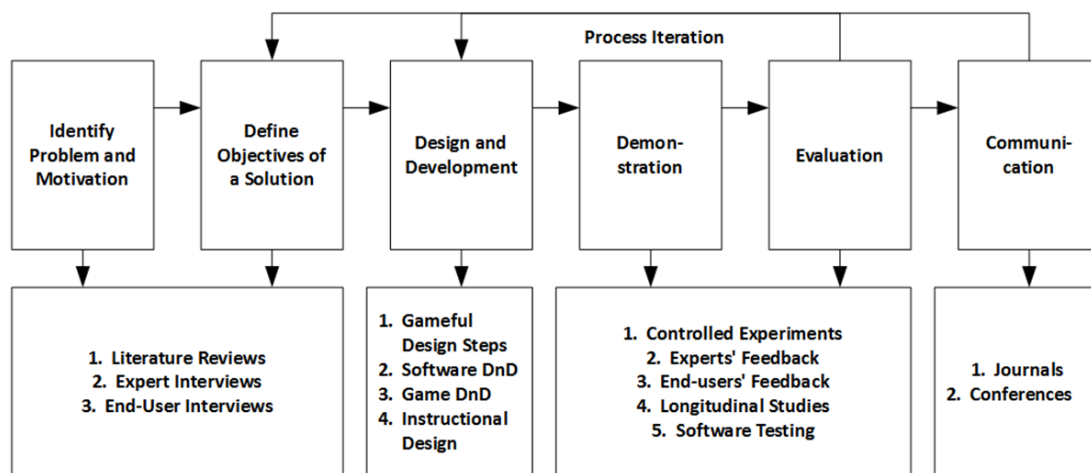 Process Iteration
Identify
Problem and
Motivation
Define
Objectives of
a Solution
Design and
Development
Demon-
stration
Evaluation
Communi-
cation
1. Literature Reviews
2. Expert Interviews
3. End-User Interviews
1. Gameful
Design Steps
2. Software DnD
3. Game DnD
4. Instructional
Design
1. Controlled Experiments
2. Experts' Feedback
3. End-users' Feedback
4. Longitudinal Studies
5. Software Testing
1. Journals
2. Conferences